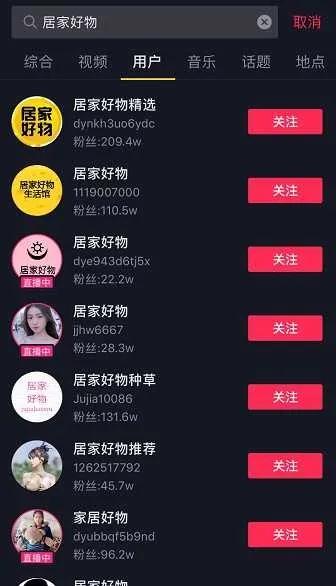 居家好物
取消
综合 视频 用户 音乐 话题 地点
居家
好物
居家好物精选
dynkh3uo6ydc
粉丝:209.4w
关注
居家好物
生活馆
居家好物
1119007000
粉丝:110.5w
关注
居家好物
直播中
居家好物
dye943d6tj5x
粉丝:22.2w
关注
直播中
居家好物
jjhw6667
粉丝:28.3w
关注
居家
好物
jujiahaowu
居家好物种草
Jujia10086
粉丝:131.6w
关注
居家好物推荐
1262517792
粉丝:45.7w
关注
直播中
家居好物
dyubbqf5b9nd
粉丝:96.2w
关注
居家好物